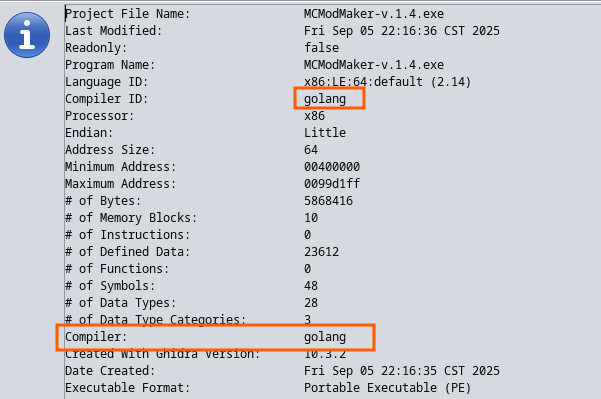 Project File Name: MCModMaker-v.1.4.exe
Last Modified: Fri Sep 05 22:16:36 CST 2025
Readonly: false
Program Name: MCModMaker-v.1.4.exe
Language ID: x86:LE:64:default (2.14)
Compiler ID: golang
Processor: x86
Endian: Little
Address Size: 64
Minimum Address: 00400000
Maximum Address: 0099d1ff
# of Bytes: 5868416
# of Memory Blocks: 10
# of Instructions: 0
# of Defined Data: 23612
# of Functions: 0
# of Symbols: 48
# of Data Types: 28
# of Data Type Categories: 3
Compiler: golang
Created With Ghidra Version: 10.3.2
Date Created: Fri Sep 05 22:16:35 CST 2025
Executable Format: Portable Executable (PE)